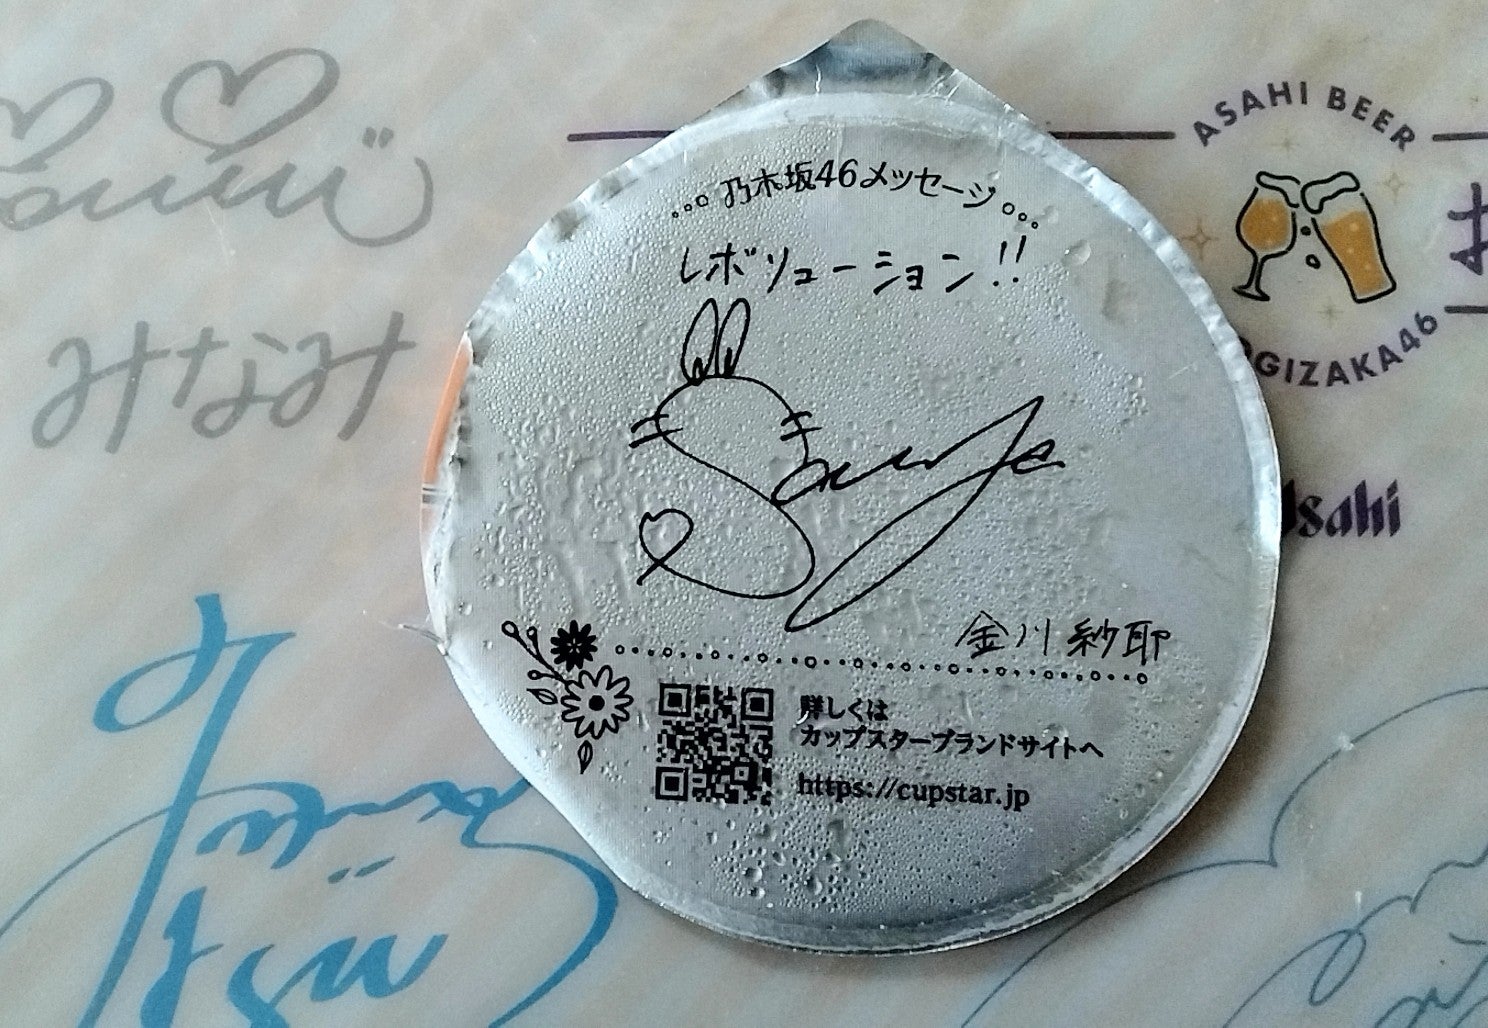 ASAHI BEER
OGIZAKA46
Asahi
みなみ
乃木坂46メッセージ
レボリューション!!
金川紗耶
詳しくは
カップスターブランドサイトへ
https://cupstar.jp